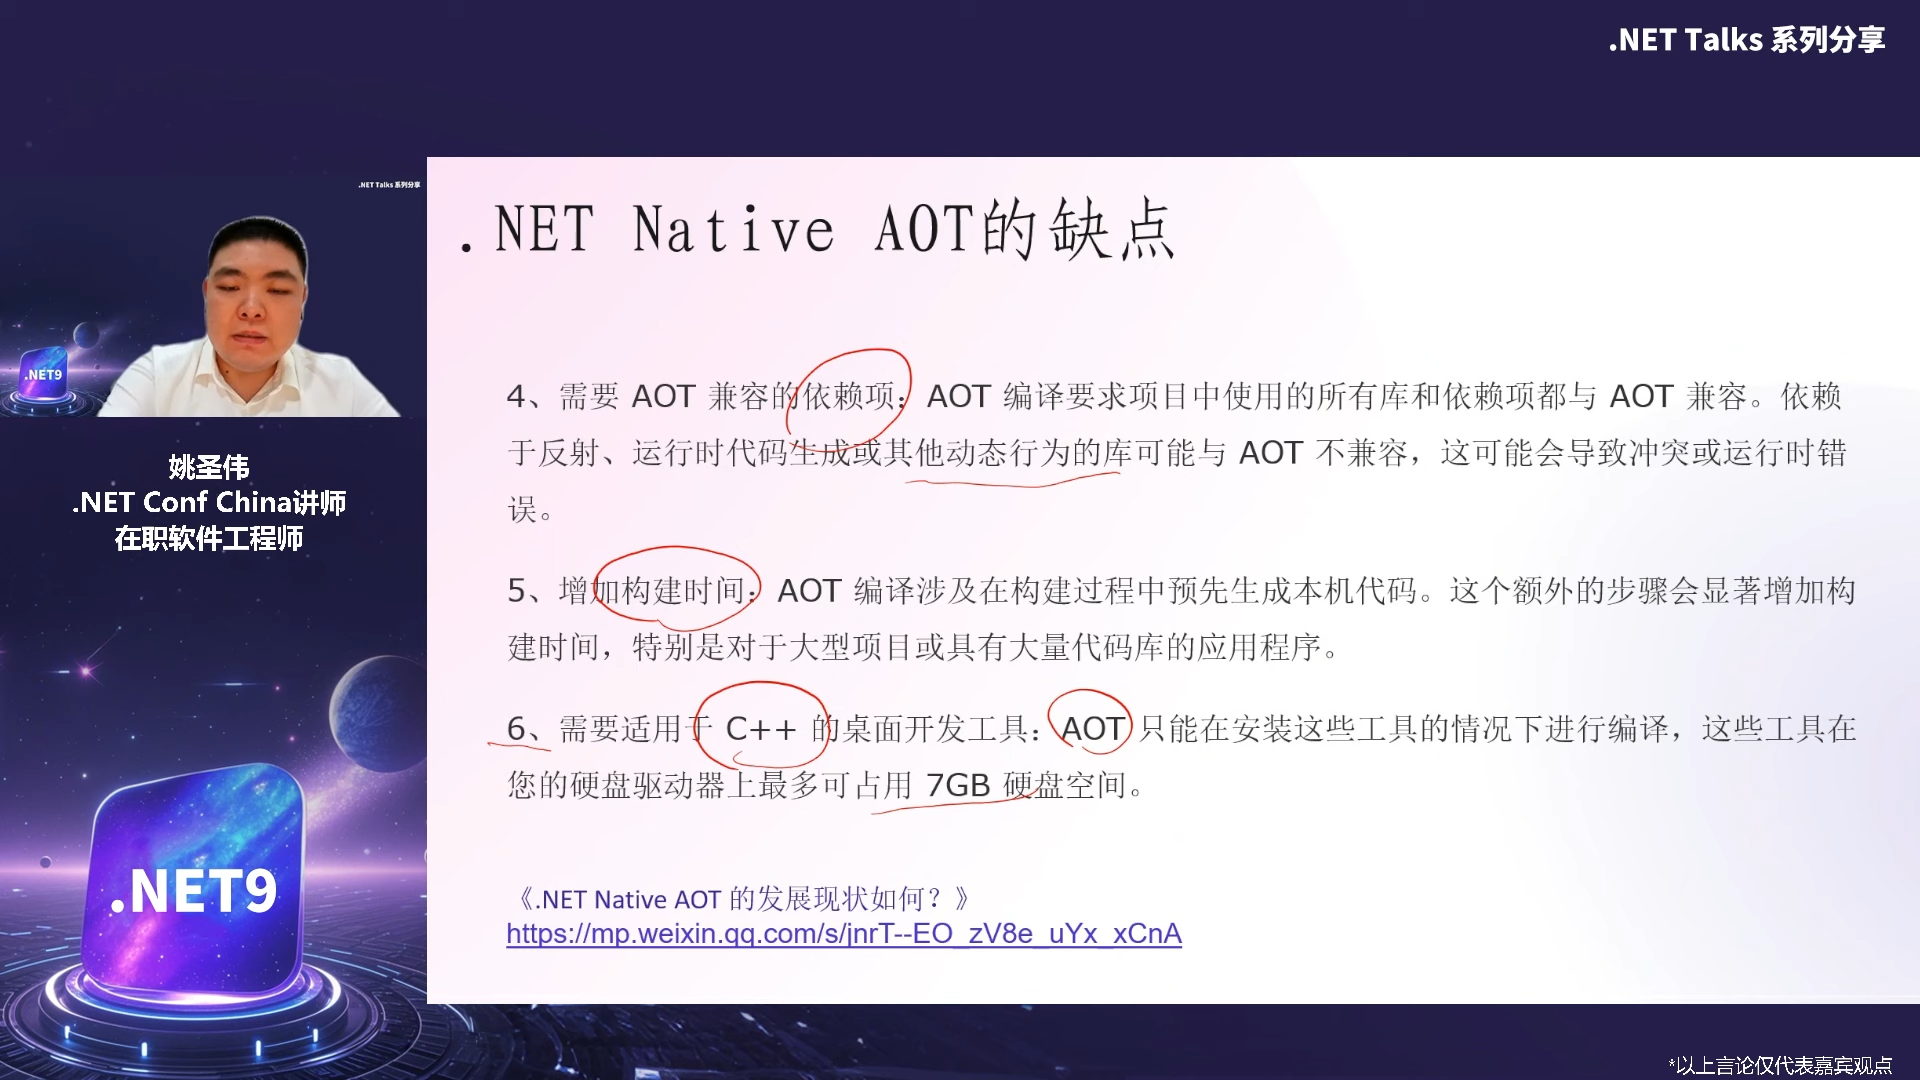 .NET Talks 系列分享
.NET Talks 系列分享
.NET9
姚圣伟
.NET Conf China讲师
在职软件工程师
.NET9
.NET Native AOT的缺点
4、需要 AOT 兼容的依赖项：AOT 编译要求项目中使用的所有库和依赖项都与 AOT 兼容。依赖
于反射、运行时代码生成或其他动态行为的库可能与 AOT 不兼容，这可能会导致冲突或运行时错
误。
5、增加构建时间：AOT 编译涉及在构建过程中预先生成本机代码。这个额外的步骤会显著增加构
建时间，特别是对于大型项目或具有大量代码库的应用程序。
6、需要适用于 C++ 的桌面开发工具：AOT 只能在安装这些工具的情况下进行编译，这些工具在
您的硬盘驱动器上最多可占用 7GB 硬盘空间。
《.NET Native AOT 的发展现状如何？》
https://mp.weixin.qq.com/s/jnrT--EO_zV8e_uYx_xCnA
*以上言论仅代表嘉宾观点